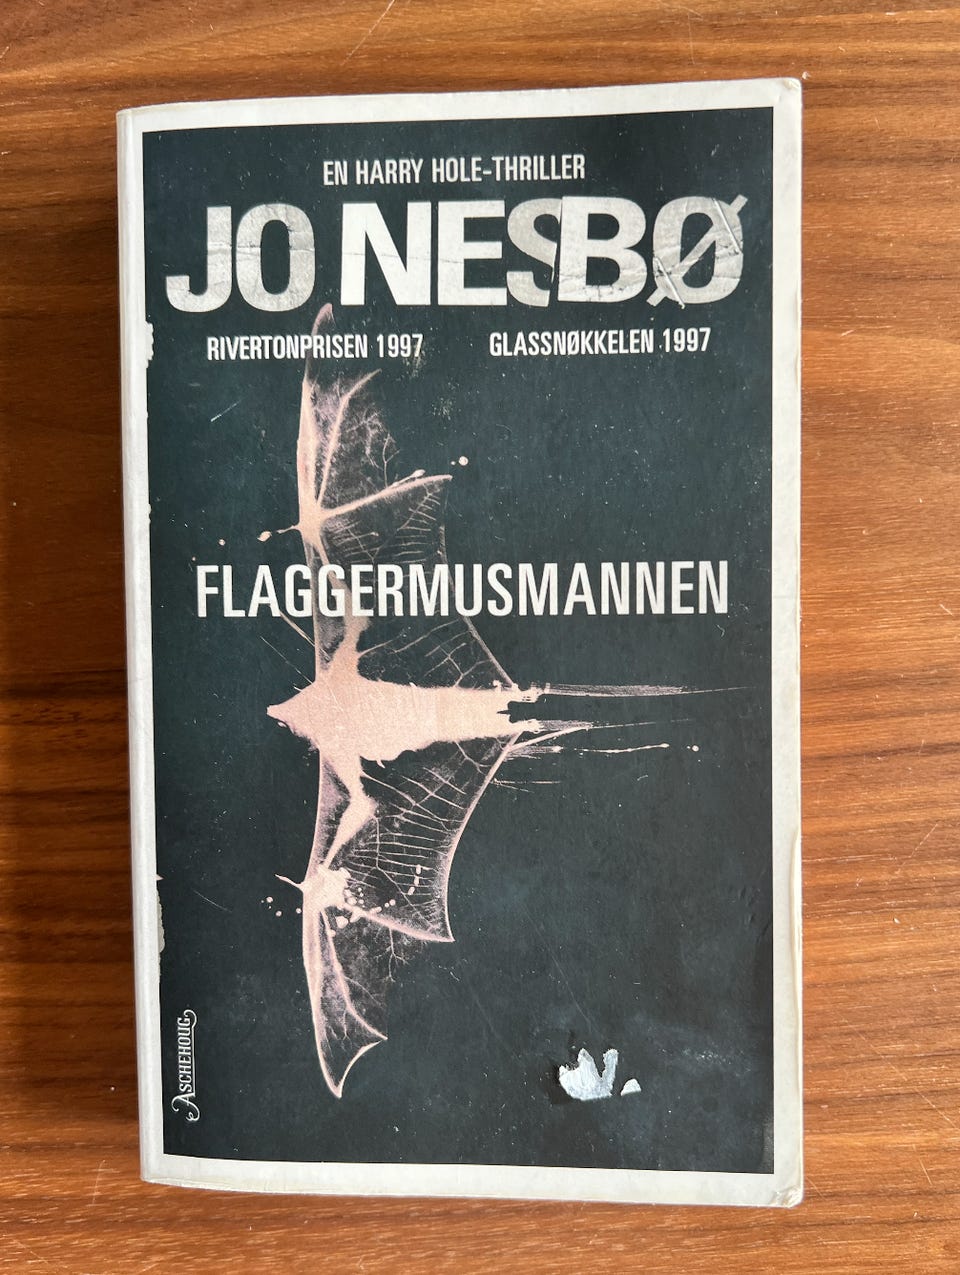 EN HARRY HOLE-THRILLER
JO NESBØ
RIVERTONPRISEN 1997
GLASSNØKKELEN 1997
FLAGGERMUSMANNEN
ASCHEHOUG